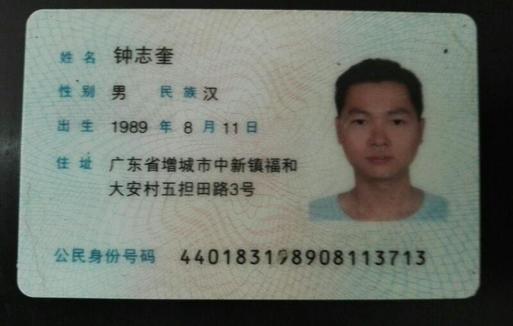 姓名 钟志奎
性别 男 民族 汉
出生 1989 年 8 月 11 日
住址 广东省增城市中新镇福和
大安村五担田路3号
公民身份号码 440183198908113713